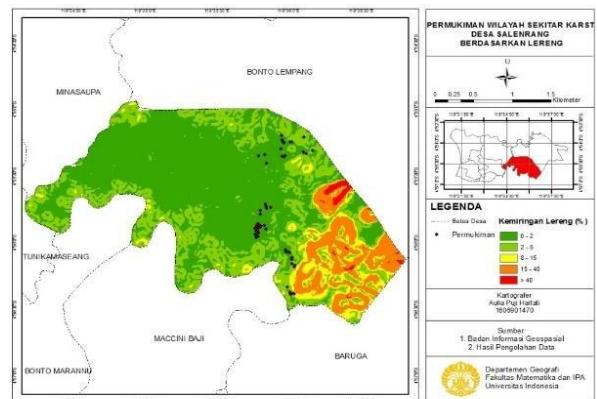 BONTO LEMPANG
MINASAUPA
TUNIKAMASEANG
MACCINI BAJI
BONTO MARANNU
BARUGA
PERMUKIMAN WILAYAH SEKITAR KARST
DESA SALENRANG
BERDASARKAN LERENG
U
0 0.25 0.5 1 1.5
Kilometer
LEGENDA
Batas Desa
Permukiman
Kemiringan Lereng (%)
0 - 2
2 - 8
8 - 15
15 - 40
> 40
Kartografer
Aulia Puji Hartati
1606901470
Sumber
1. Badan Informasi Geospasial
2. Hasil Pengolahan Data
Departemen Geografi
Fakultas Matematika dan IPA
Universitas Indonesia